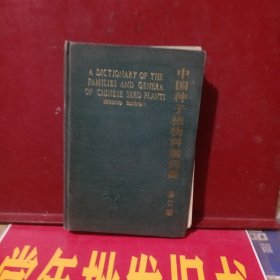 A DICTIONARY OF THE
FAMILIES AND GENERA
OF CHINESE SEED PLANTS
SECOND EDITION
中国种子植物科属词典
修订版